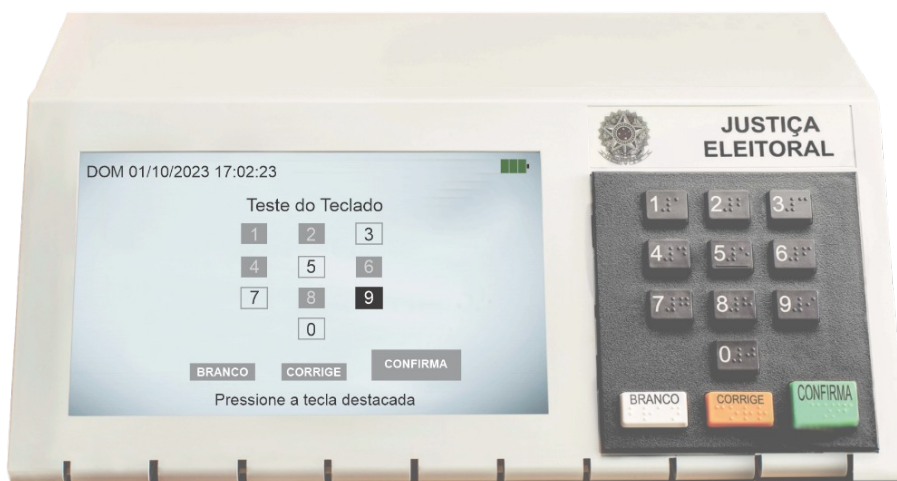 JUSTIÇA
ELEITORAL
DOM 01/10/2023 17:02:23
Teste do Teclado
1 2 3
4 5 6
7 8 9
0
BRANCO CORRIGE CONFIRMA
Pressione a tecla destacada
1 2 3
4 5 6
7 8 9
0
BRANCO CORRIGE CONFIRMA